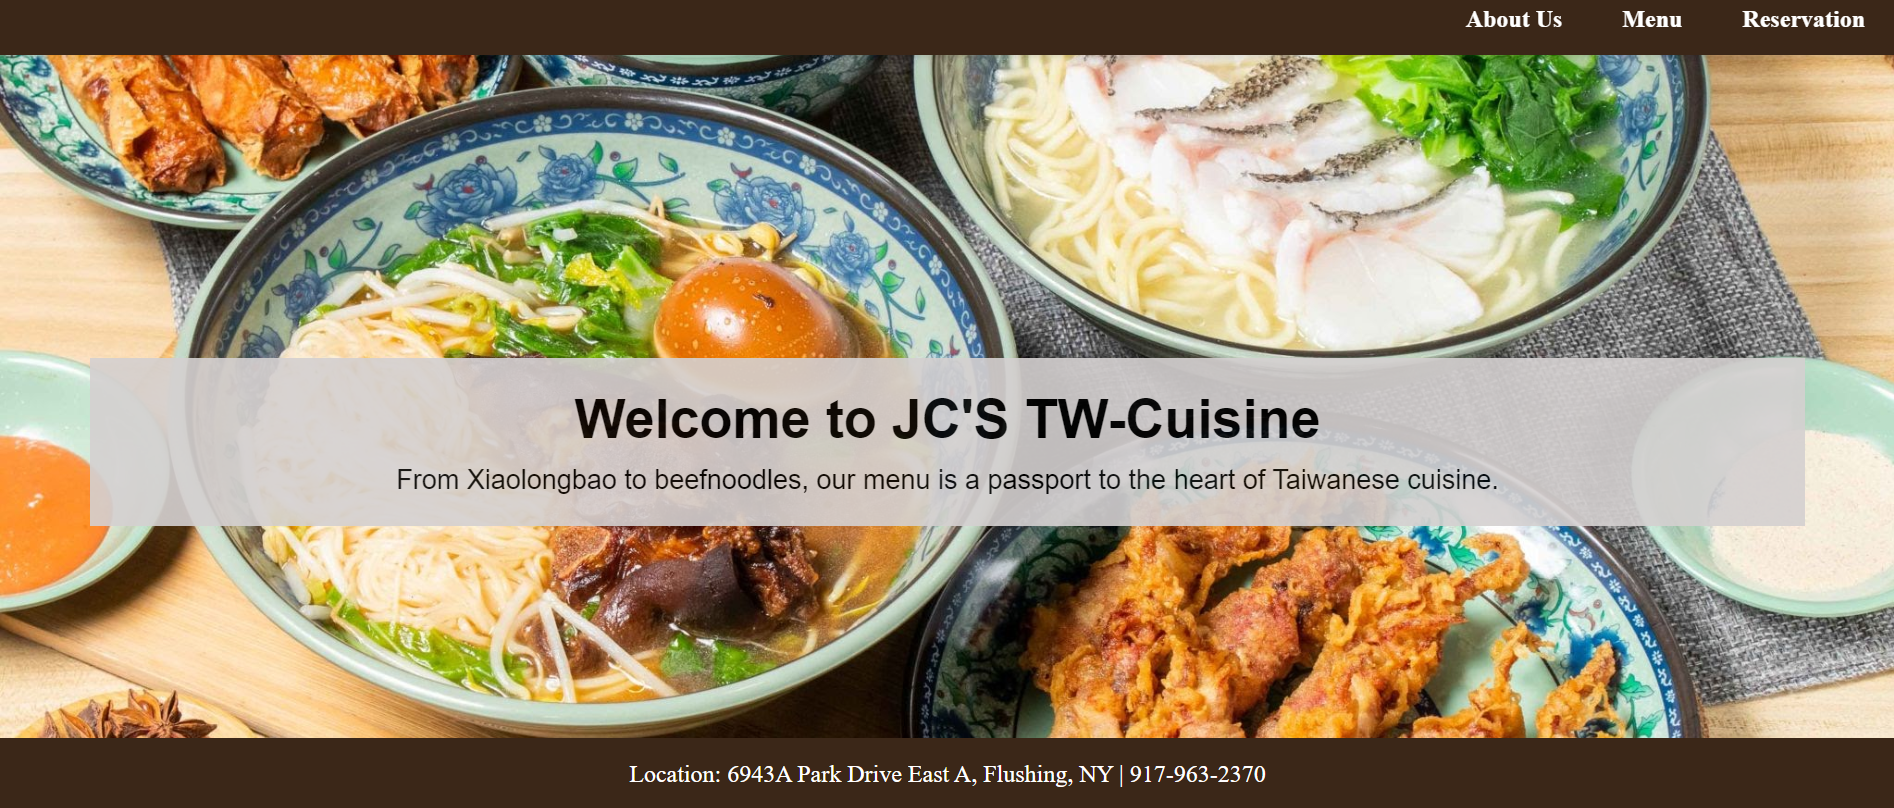 About Us Menu Reservation
Welcome to JC'S TW-Cuisine
From Xiaolongbao to beefnoodles, our menu is a passport to the heart of Taiwanese cuisine.
Location: 6943A Park Drive East A, Flushing, NY | 917-963-2370